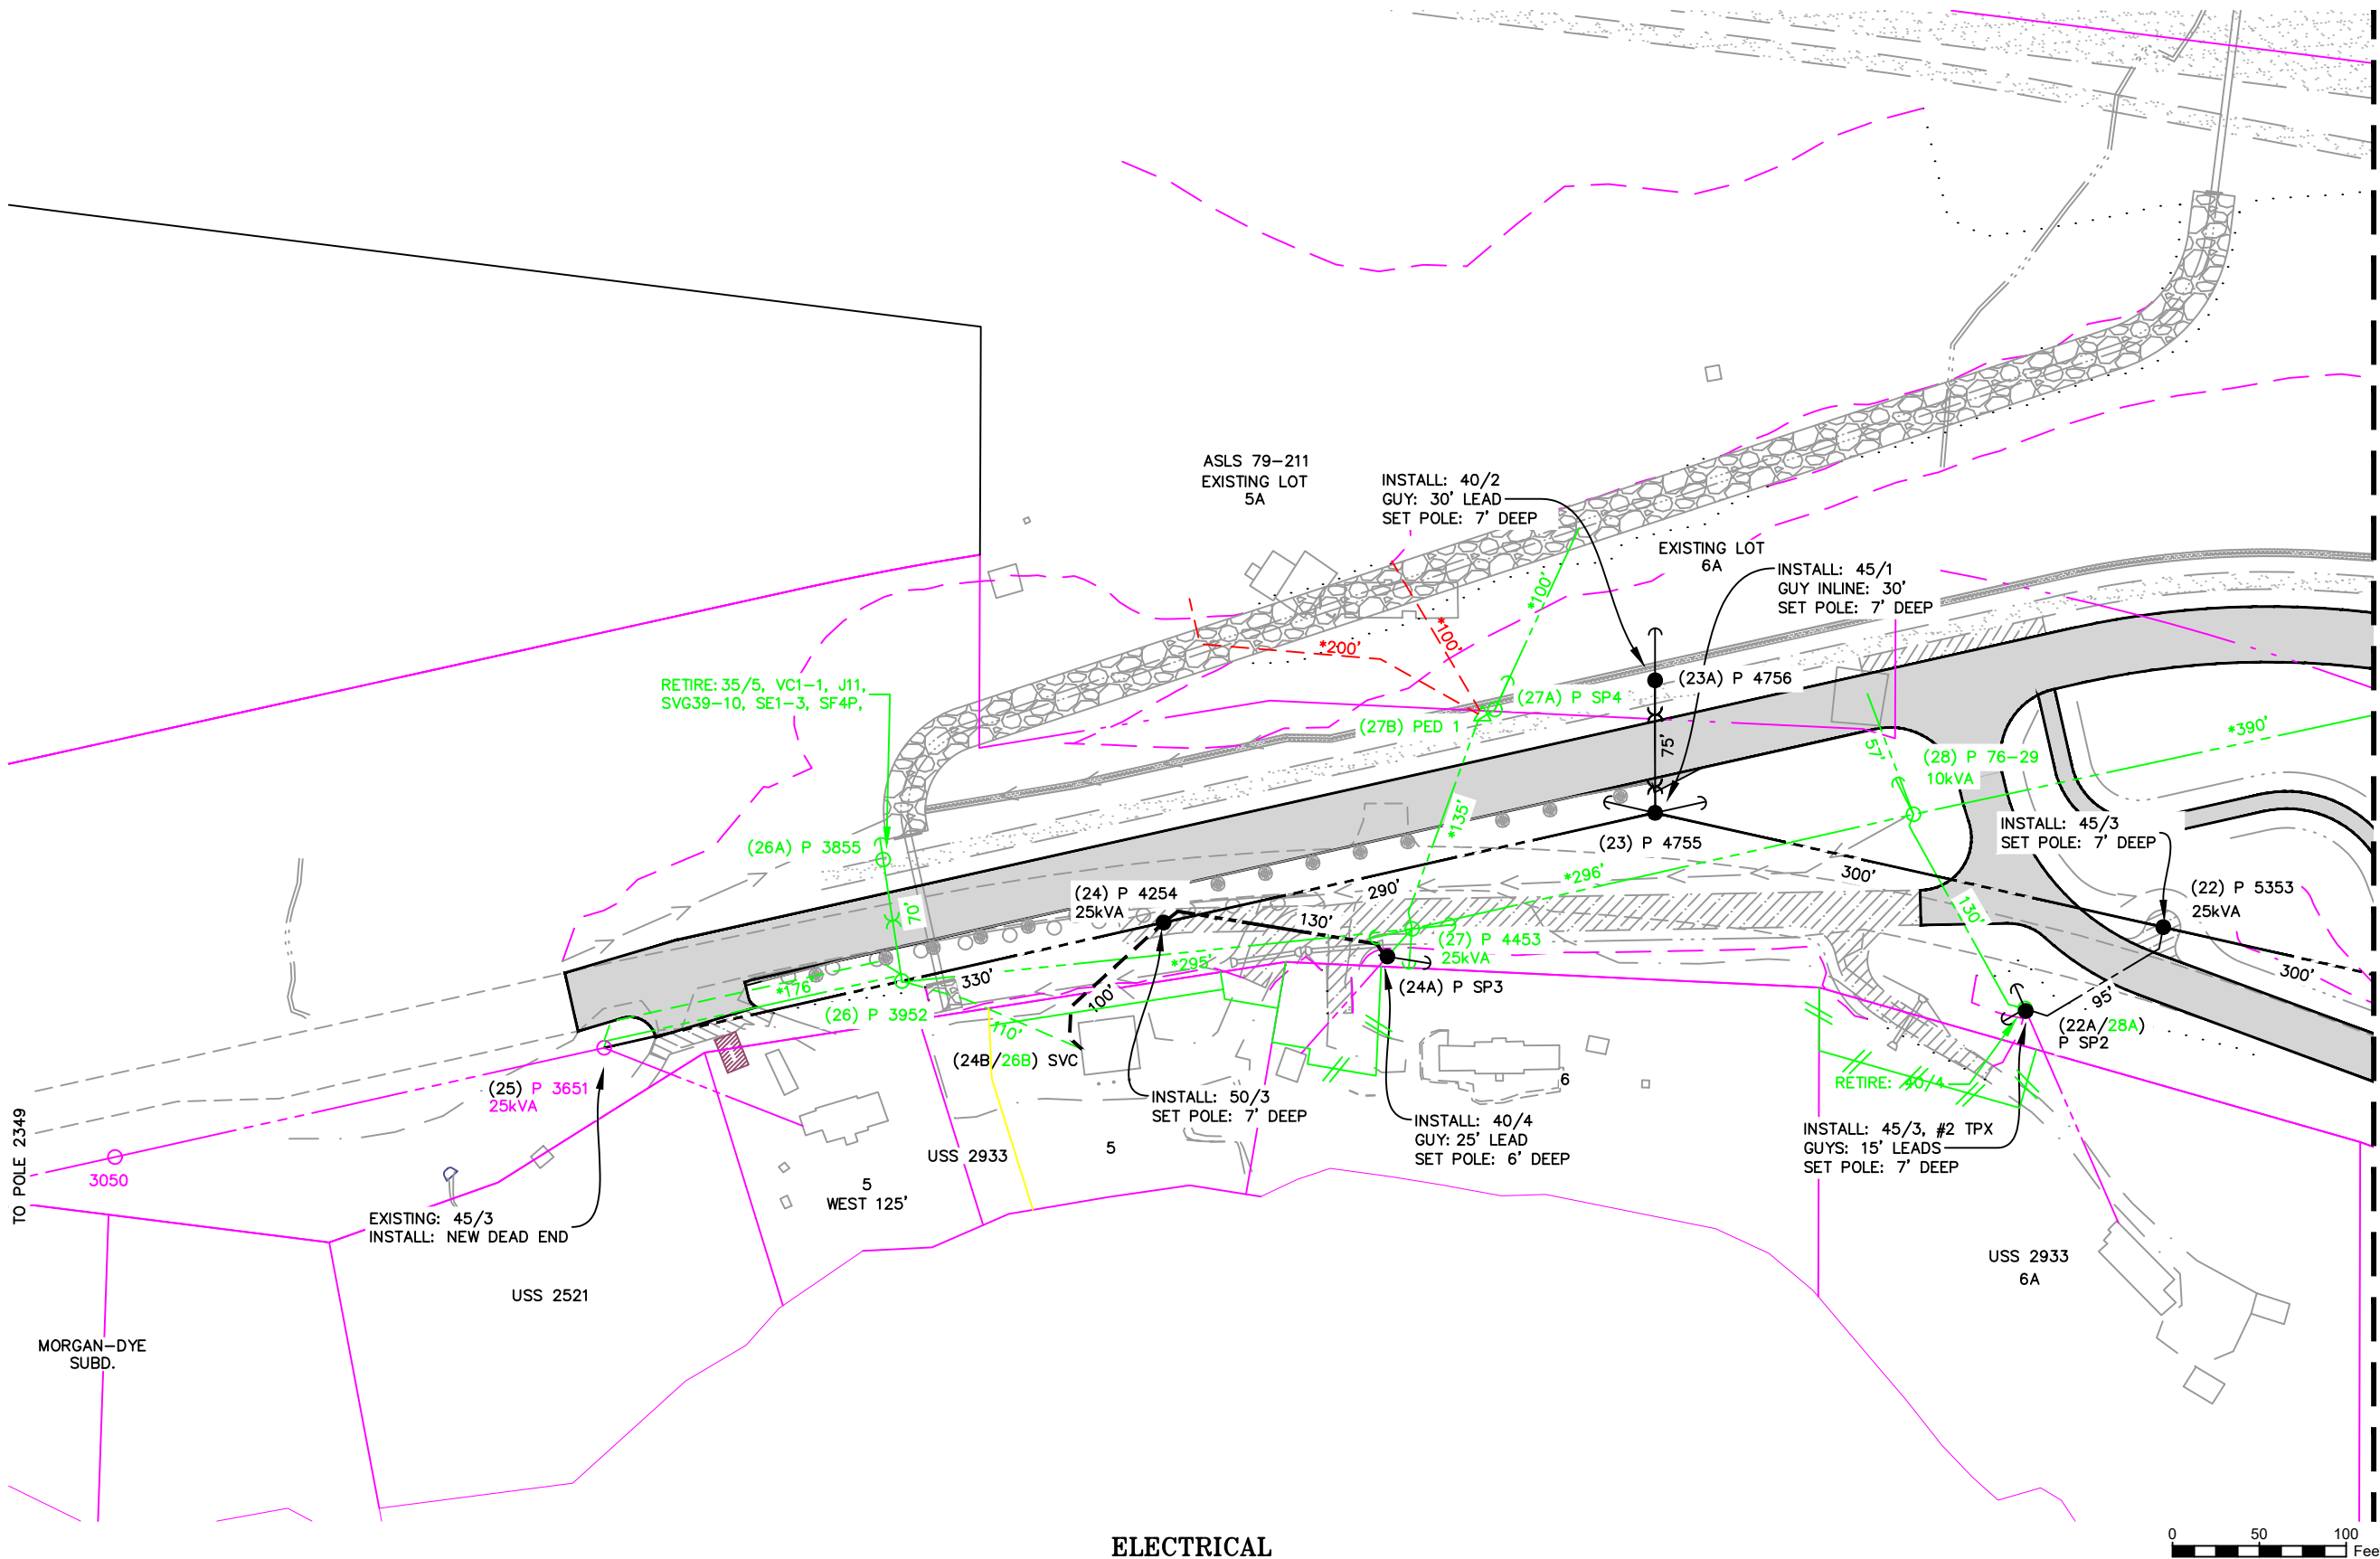 ASLS 79-211
EXISTING LOT
5A
INSTALL: 40/2
GUY: 30' LEAD
SET POLE: 7' DEEP
EXISTING LOT
6A
INSTALL: 45/1
GUY INLINE: 30'
SET POLE: 7' DEEP
*100'
*100'
*200'
RETIRE: 35/5, VC1-1, J11,
SVG39-10, SE1-3, SF4P,
(27A) P SP4
(27B) PED 1
(23A) P 4756
75'
57'
(28) P 76-29
10kVA
*390'
(26A) P 3855
*135'
(23) P 4755
INSTALL: 45/3
SET POLE: 7' DEEP
(24) P 4254
25kVA
290'
*296'
300'
(22) P 5353
25kVA
70'
130'
130'
(27) P 4453
25kVA
*295'
330'
*176'
300'
(26) P 3952
100'
(24A) P SP3
95'
110'
(22A/28A)
P SP2
(24B/26B) SVC
(25) P 3651
25kVA
RETIRE: 40/4
6
INSTALL: 50/3
SET POLE: 7' DEEP
INSTALL: 40/4
GUY: 25' LEAD
SET POLE: 6' DEEP
INSTALL: 45/3, #2 TPX
GUYS: 15' LEADS
SET POLE: 7' DEEP
TO POLE 2349
3050
USS 2933
5
5
WEST 125'
EXISTING: 45/3
INSTALL: NEW DEAD END
USS 2933
6A
USS 2521
MORGAN-DYE
SUBD.
ELECTRICAL
0 50 100
Fee